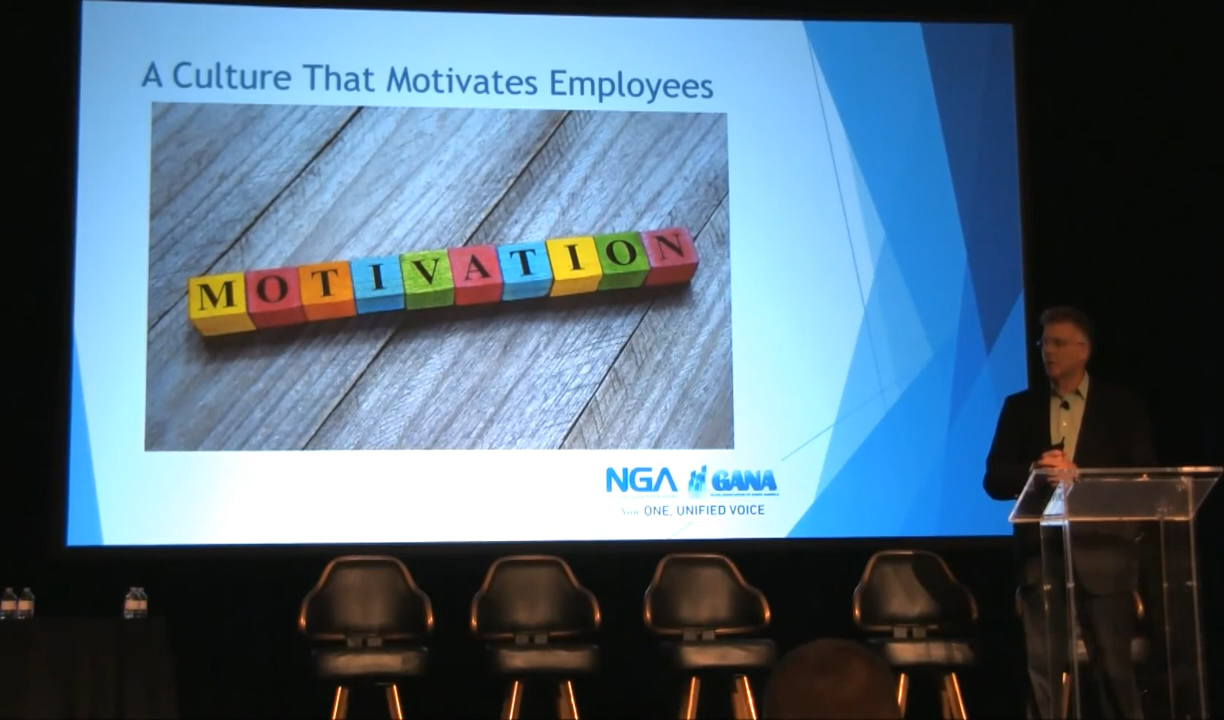 A Culture That Motivates Employees
MOTIVATION
NGA GANA
ONE, UNIFIED VOICE